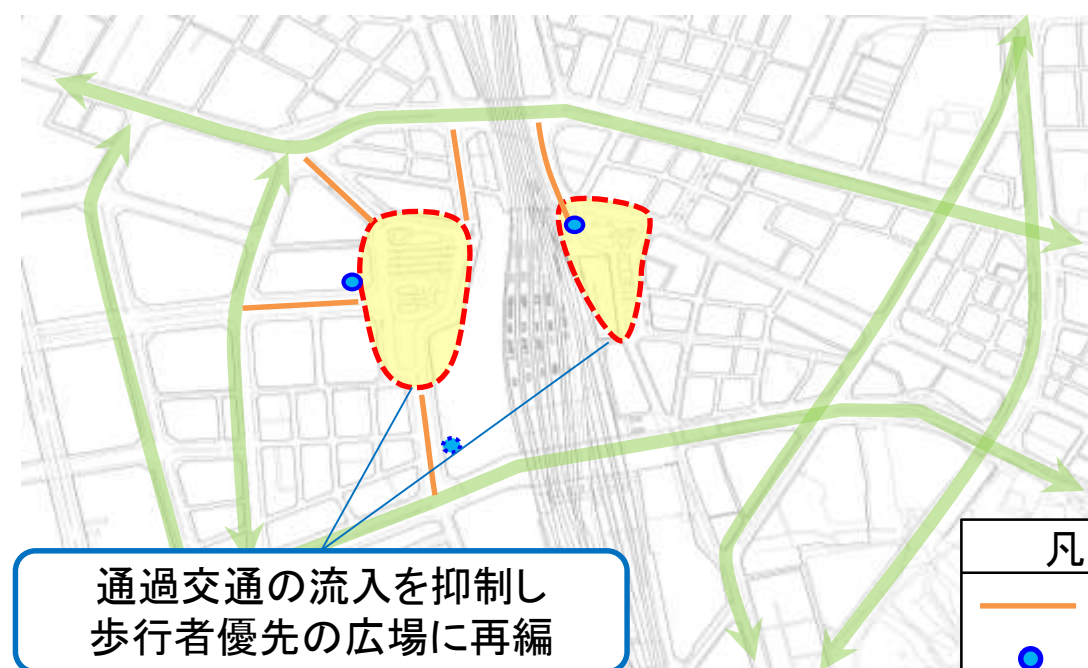 通過交通の流入を抑制し
歩行者優先の広場に再編
凡